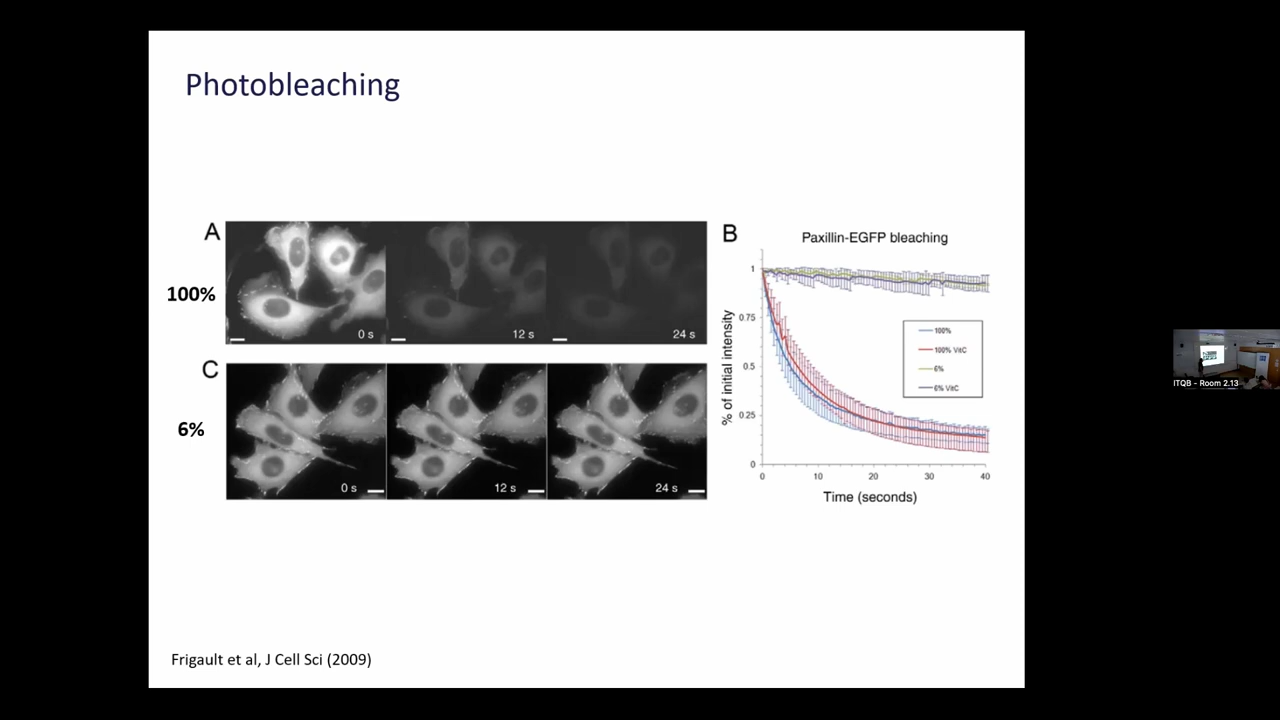 Photobleaching
A
100%
0 s
12 s
24 s
C
6%
0 s
12 s
24 s
B
Paxillin-EGFP bleaching
% of initial intensity
1
0.75
0.5
0.25
0
0
10
20
30
40
Time (seconds)
100%
100% VitC
6%
6% VitC
Frigault et al, J Cell Sci (2009)
ITQB - Room 2.13